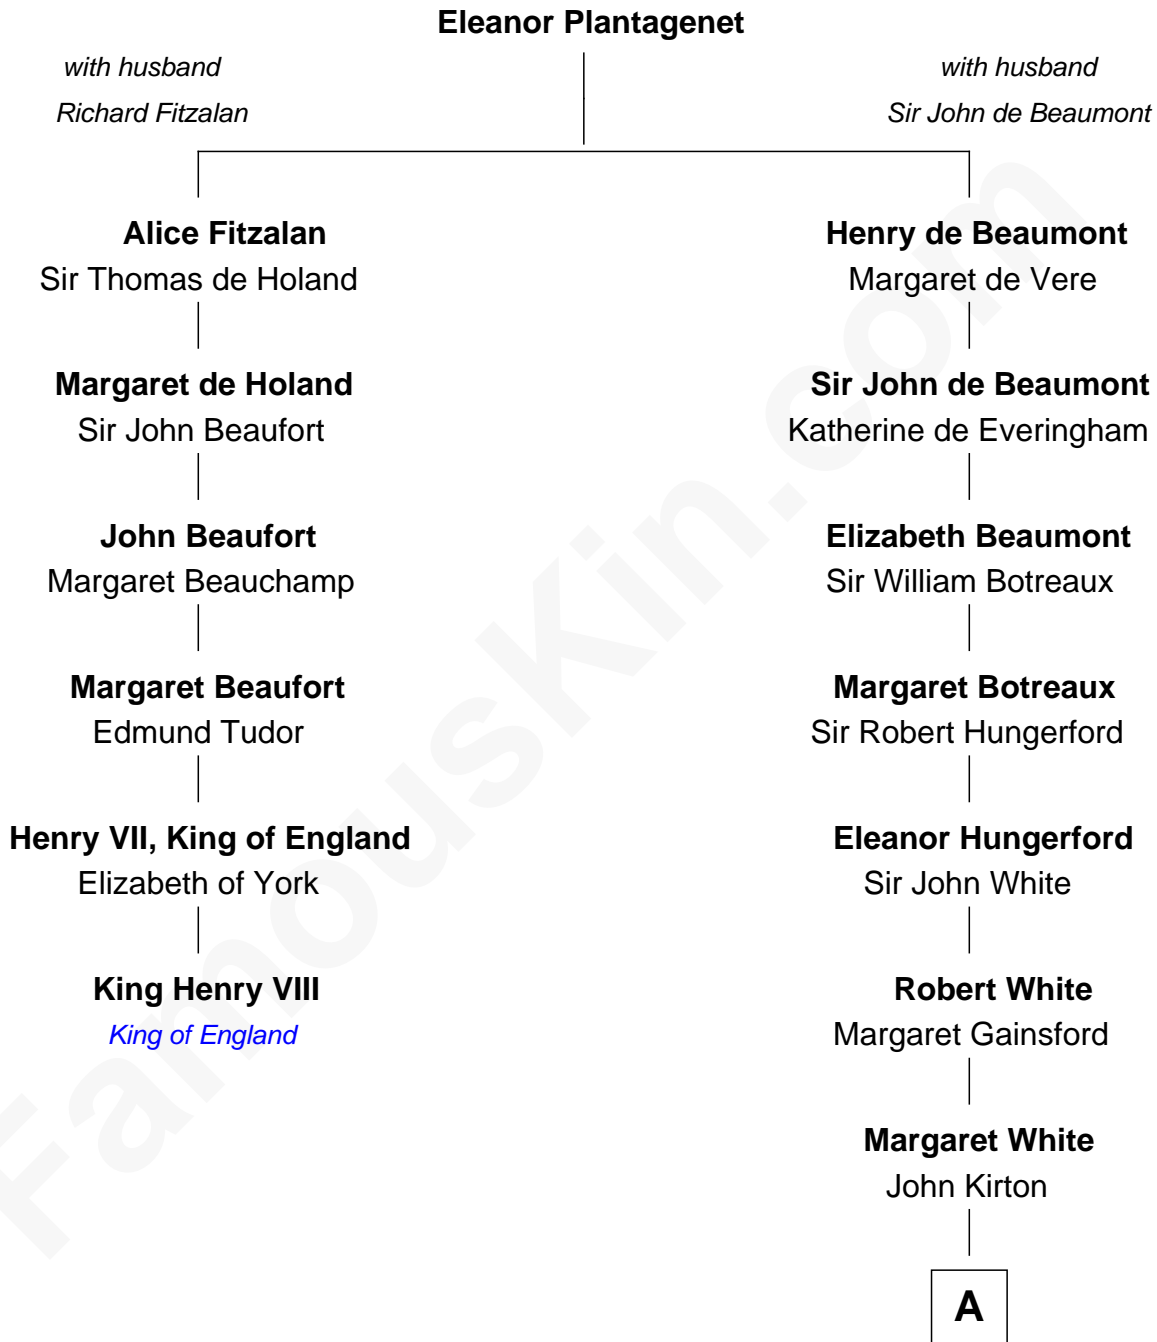 Eleanor Plantagenet
with husband
Richard Fitzalan
with husband
Sir John de Beaumont
Alice Fitzalan
Sir Thomas de Holand
Margaret de Holand
Sir John Beaufort
John Beaufort
Margaret Beauchamp
Margaret Beaufort
Edmund Tudor
Henry VII, King of England
Elizabeth of York
King Henry VIII
King of England
Henry de Beaumont
Margaret de Vere
Sir John de Beaumont
Katherine de Everingham
Elizabeth Beaumont
Sir William Botreaux
Margaret Botreaux
Sir Robert Hungerford
Eleanor Hungerford
Sir John White
Robert White
Margaret Gainsford
Margaret White
John Kirton
A
FamousKin.com